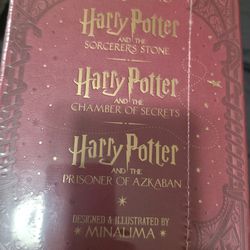 Harry Potter
AND THE
SORCERER'S STONE
Harry Potter
AND THE
CHAMBER OF SECRETS
Harry Potter
AND THE
PRISONER OF AZKABAN
DESIGNED & ILLUSTRATED BY
MINALIMA